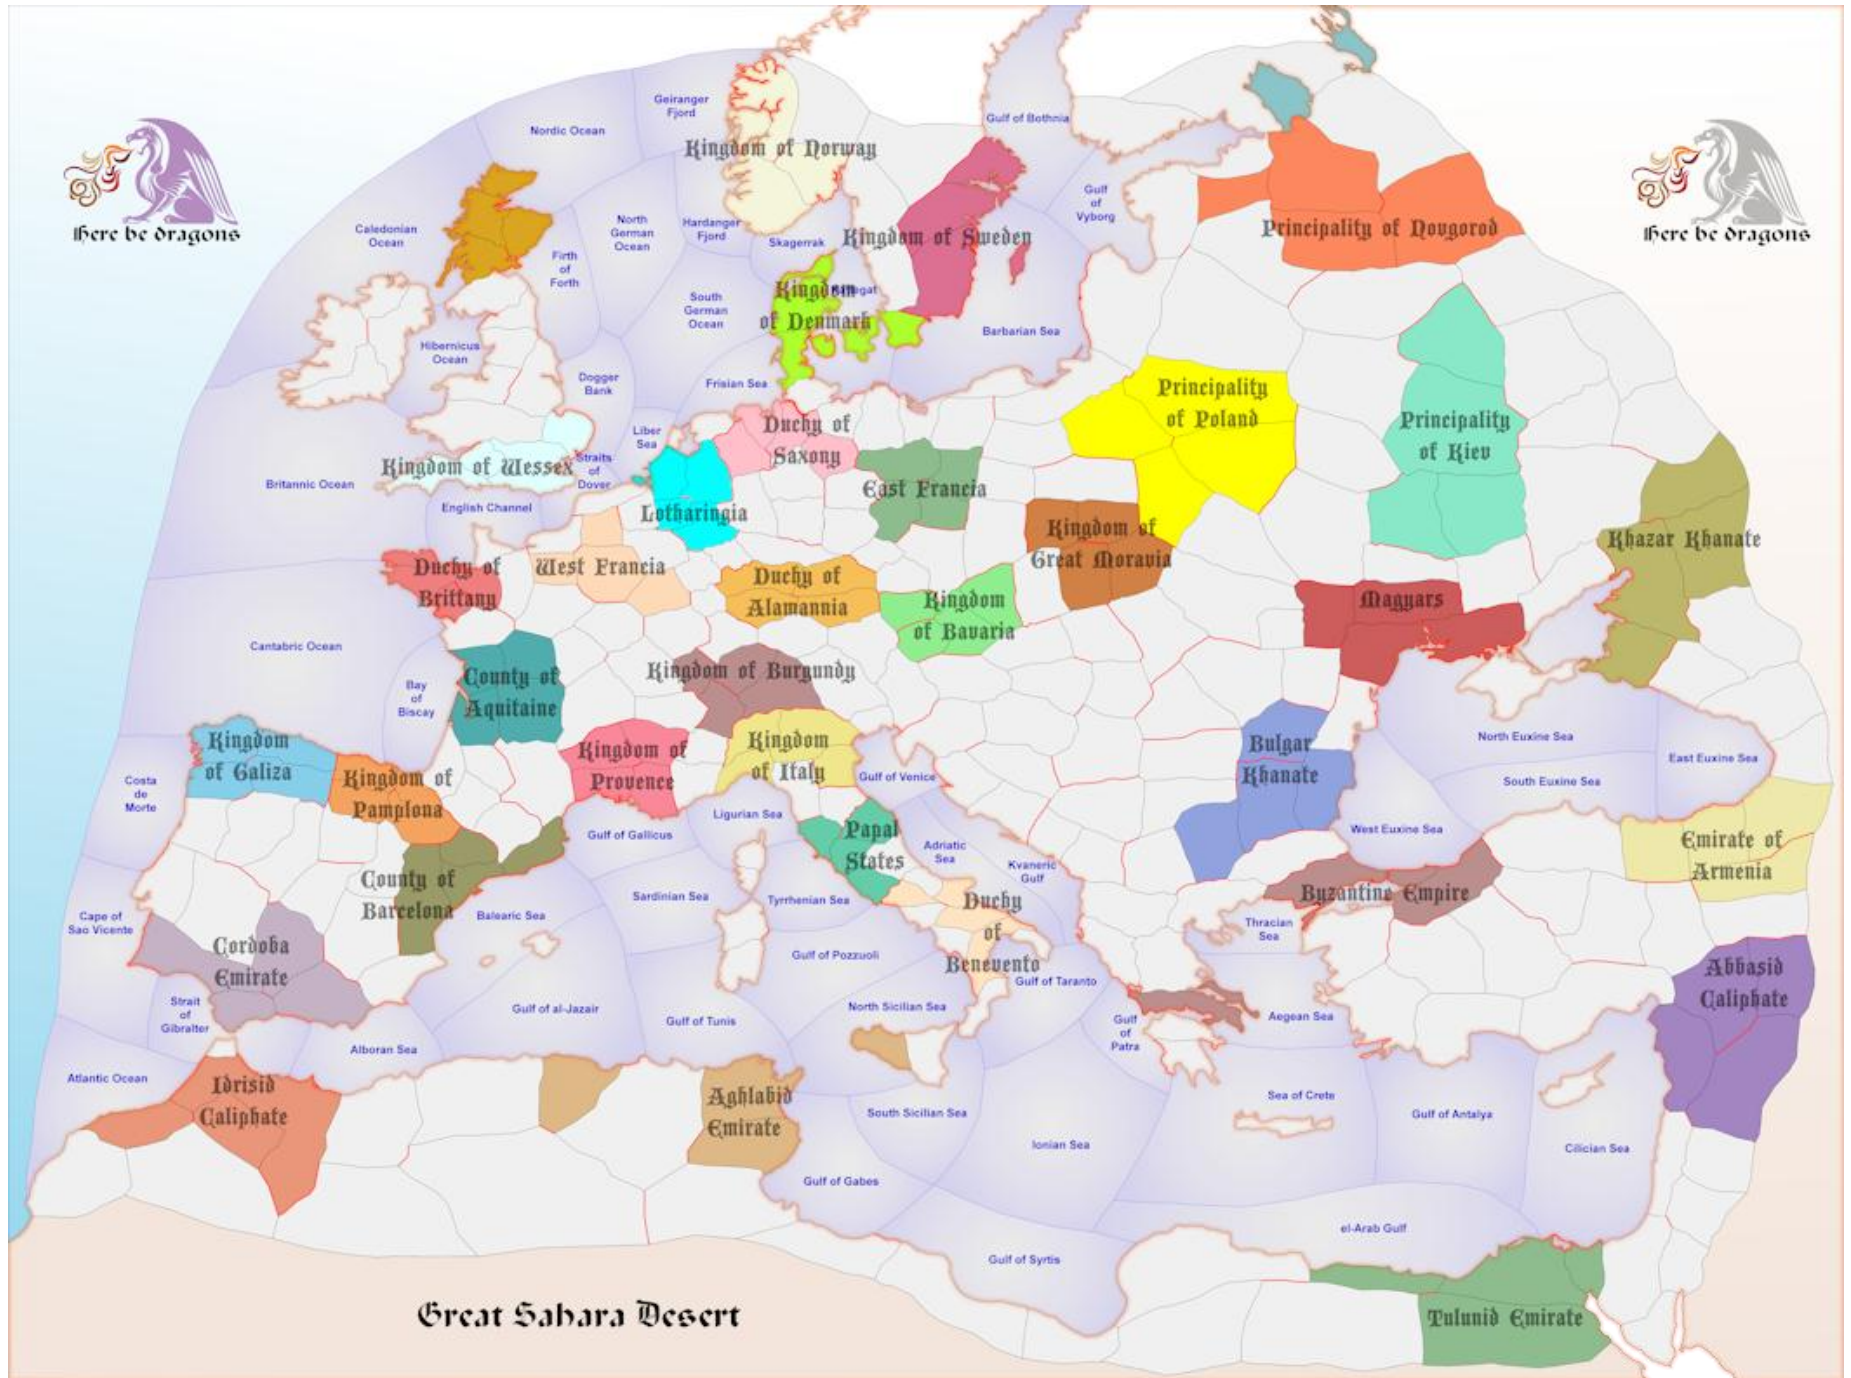 Nordic Ocean
Geiranger
Fjord
Gulf of Bothnia
Kingdom of Norway
Here be dragons
Here be dragons
Caledonian
Ocean
North
German
Ocean
Hardanger
Fjord
Skagerrak
Kingdom of Sweden
Gulf
of
Vyborg
Principality of Novgorod
Firth
of
Forth
South
German
Ocean
Kingdom
of Denmark
Barbarian Sea
Hibernicus
Ocean
Dogger
Bank
Frisian Sea
Principality
of Poland
Principality
of Kiev
Liber
Sea
Duchy of
Saxony
Kingdom of Wessex
Straits
of
Dover
Britannic Ocean
English Channel
Lotharingia
East Francia
Kingdom of
Great Moravia
Khazar Khanate
Duchy of
Brittany
West Francia
Duchy of
Alamannia
Kingdom
of Bavaria
Magyars
Cantabric Ocean
Bay
of
Biscay
County of
Aquitaine
Kingdom of Burgundy
Kingdom
of Galiza
Kingdom of
Pamplona
Kingdom of
Provence
Kingdom
of Italy
Gulf of Venice
Bulgar
Khanate
North Euxine Sea
South Euxine Sea
East Euxine Sea
West Euxine Sea
Costa
de
Morte
Gulf of Gallicus
Ligurian Sea
Papal
States
Adriatic
Sea
Kvaneric
Gulf
Emirate of
Armenia
County of
Barcelona
Balearic Sea
Sardinian Sea
Tyrrhenian Sea
Duchy
of
Benevento
Byzantine Empire
Thracian
Sea
Cape of
Sao Vicente
Cordoba
Emirate
Gulf of Pozzuoli
Gulf of Taranto
Abbasid
Caliphate
Strait
of
Gibraltar
Gulf of al-Jazair
Gulf of Tunis
North Sicilian Sea
Gulf
of
Patra
Aegean Sea
Alboran Sea
Atlantic Ocean
Idrisid
Caliphate
Aghlabid
Emirate
South Sicilian Sea
Sea of Crete
Gulf of Antalya
Ionian Sea
Cilician Sea
Gulf of Gabes
el-Arab Gulf
Gulf of Syrtis
Great Sahara Desert
Tulunid Emirate